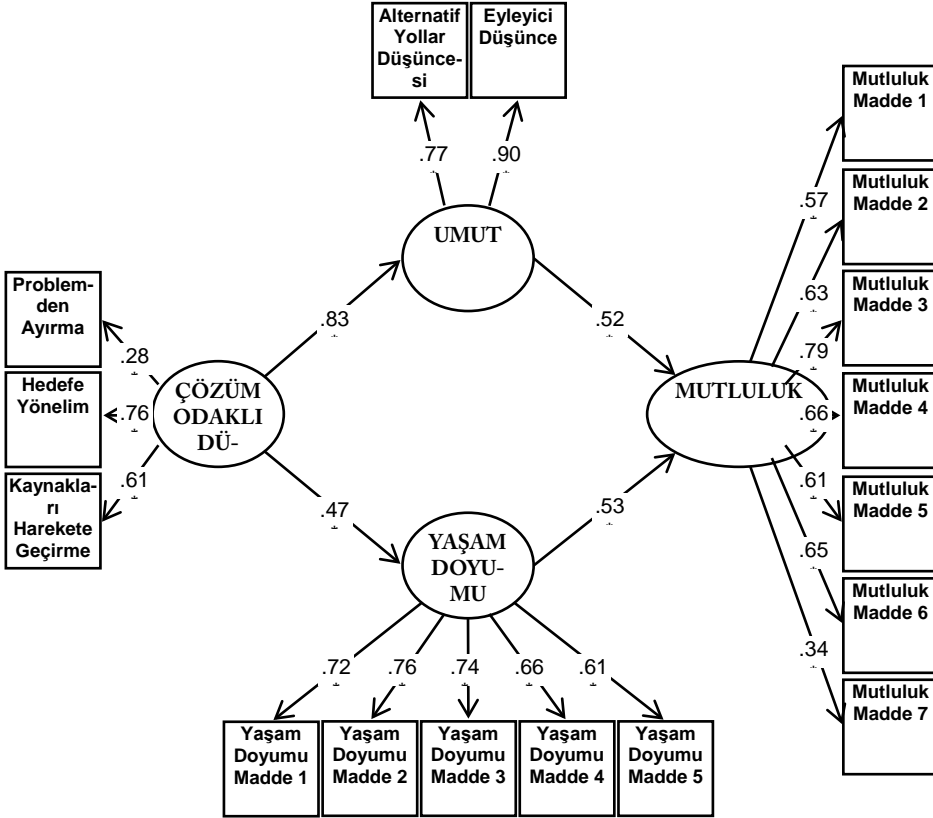 Alternatif
Yollar
Düşünce-
si
Eyleyici
Düşünce
.77
.90
UMUT
Problem-
den
Ayırma
Hedefe
Yönelim
Kaynakla-
rı
Harekete
Geçirme
.28
.76
.61
ÇÖZÜM
ODAKLI
DÜ-
.83
.47
.52
.53
YAŞAM
DOYU-
MU
.72
.76
.74
.66
.61
Yaşam
Doyumu
Madde 1
Yaşam
Doyumu
Madde 2
Yaşam
Doyumu
Madde 3
Yaşam
Doyumu
Madde 4
Yaşam
Doyumu
Madde 5
MUTLULUK
.57
.63
.79
.66
.61
.65
.34
Mutluluk
Madde 1
Mutluluk
Madde 2
Mutluluk
Madde 3
Mutluluk
Madde 4
Mutluluk
Madde 5
Mutluluk
Madde 6
Mutluluk
Madde 7